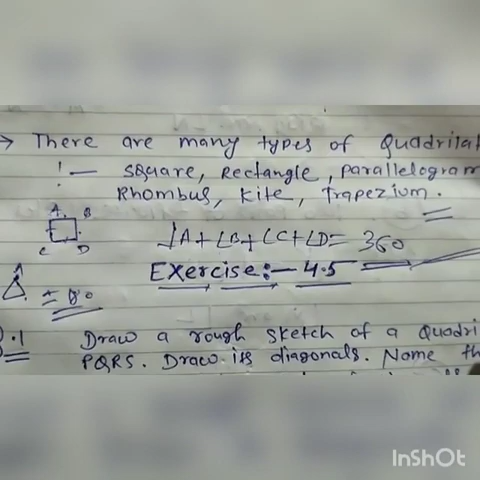 → There are many types of Quadrilat
!— square, Rectangle, parallelogram
Rhombus, Kite, Trapezium.
A B
C D
∠A+∠B+∠C+∠D= 360
Exercise:— 4.5
A
.1 Draw a rough sketch of a Quadri
PQRS. Draw its diagonals. Name th
InShOt